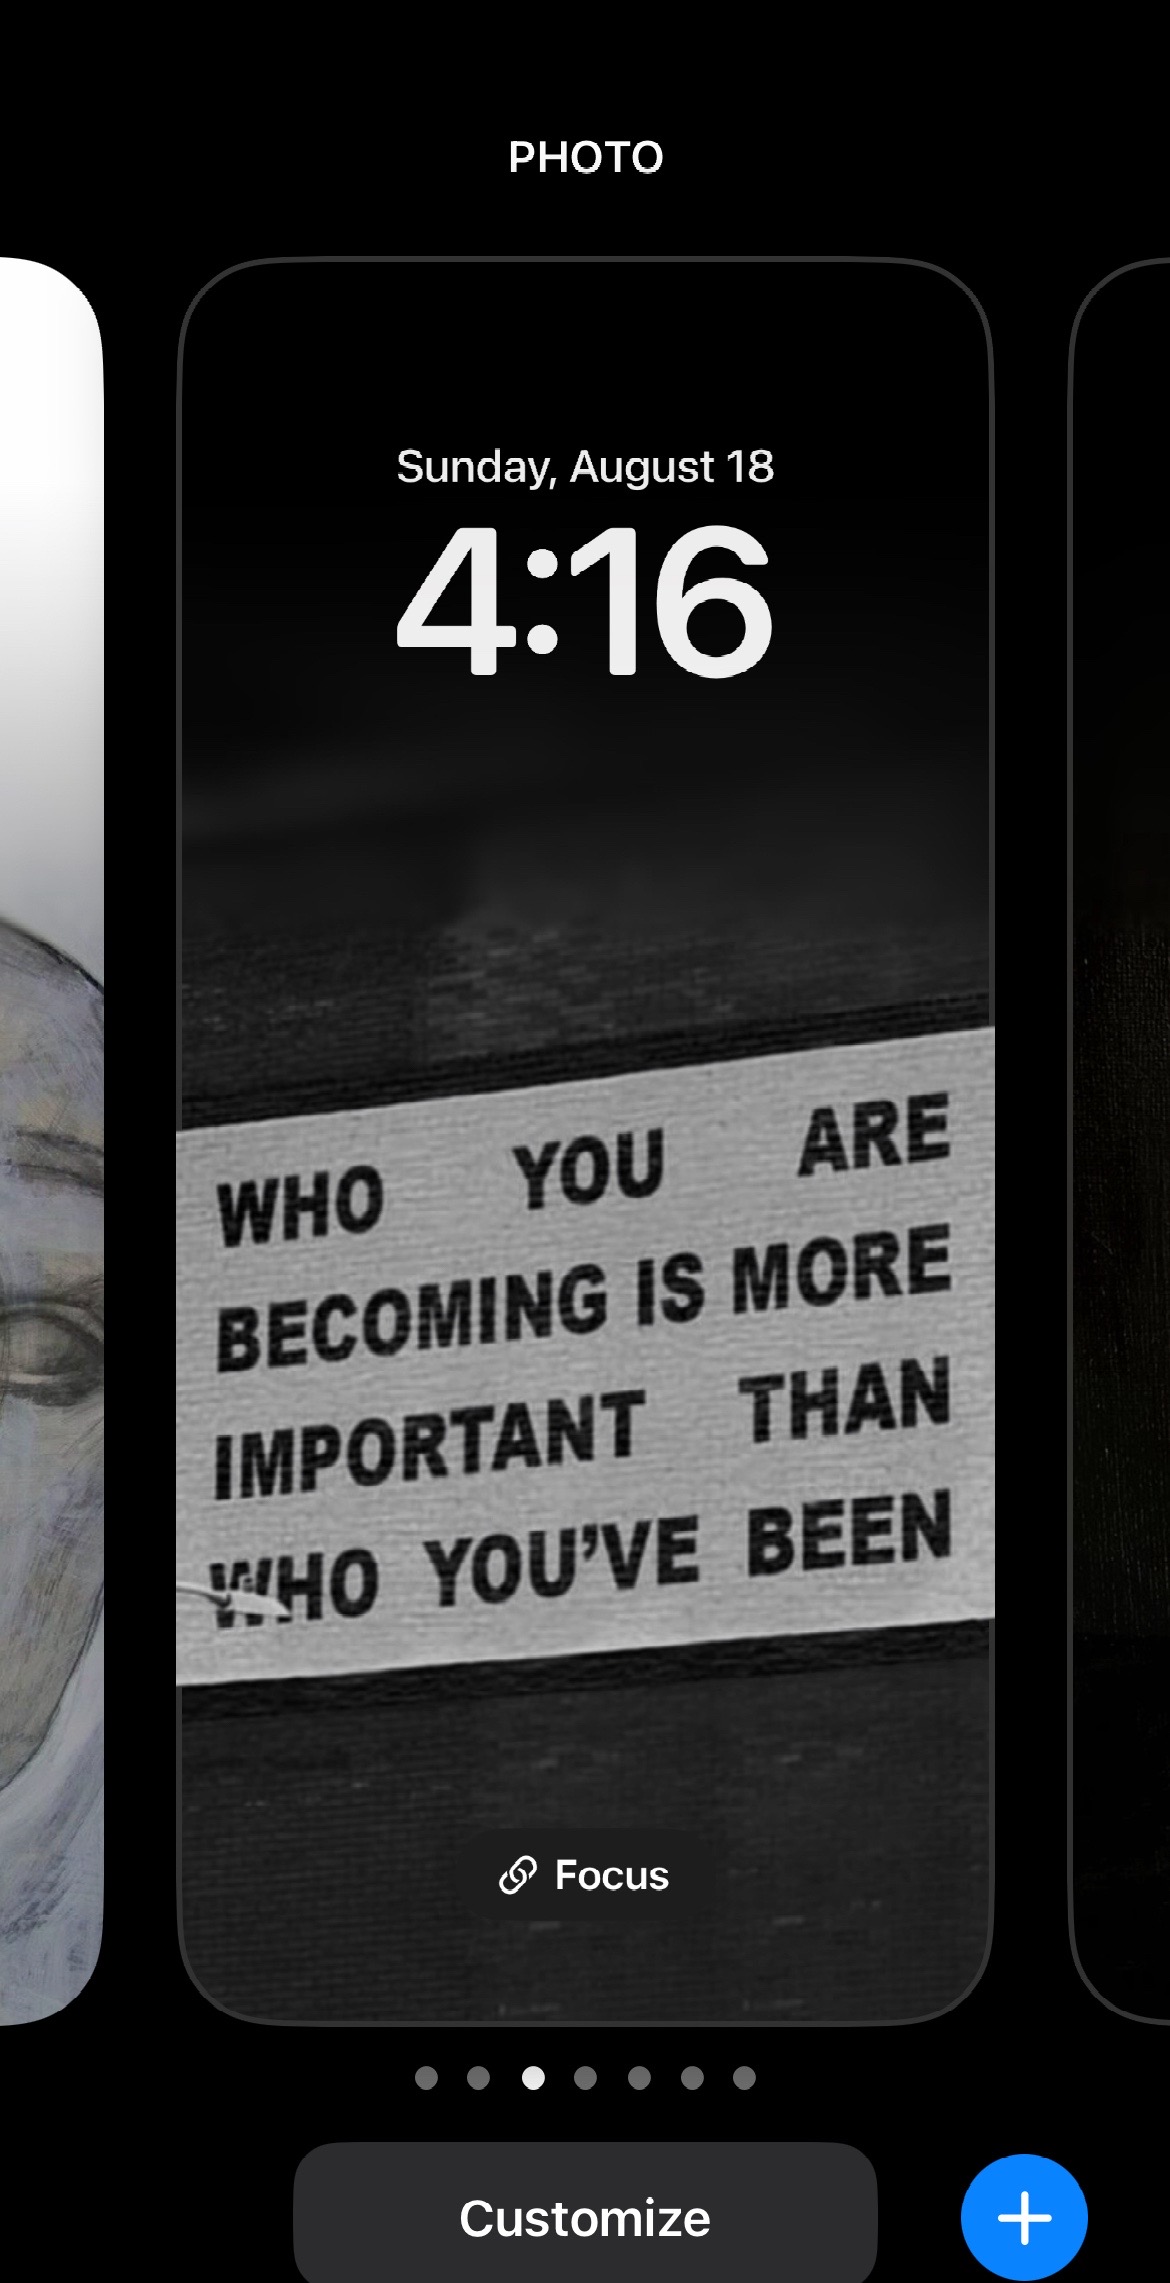 PHOTO
Sunday, August 18
4:16
WHO YOU ARE
BECOMING IS MORE
IMPORTANT THAN
WHO YOU’VE BEEN
Focus
Customize